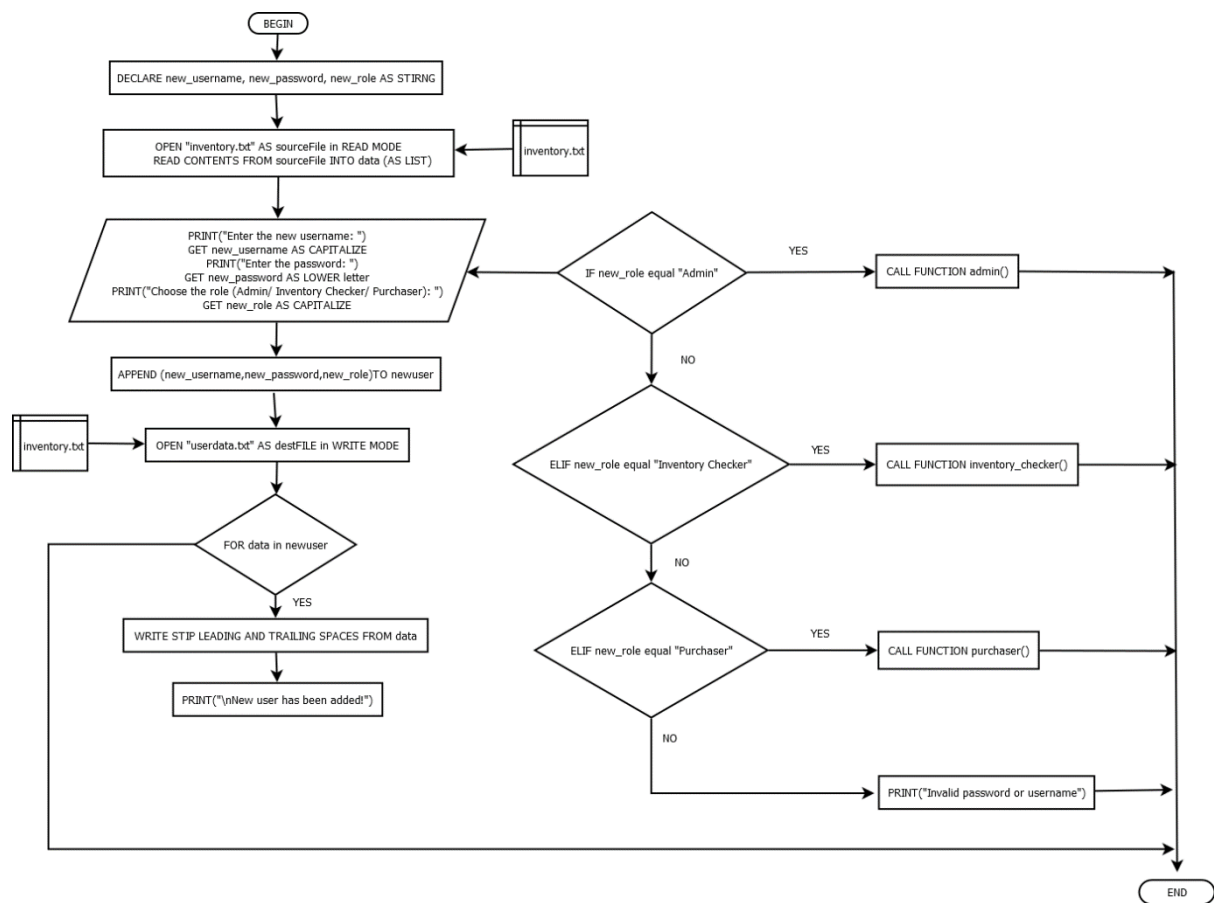 BEGIN
DECLARE new_username, new_password, new_role AS STIRNG
OPEN "inventory.txt" AS sourceFile in READ MODE
READ CONTENTS FROM sourceFile INTO data (AS LIST)
inventory.txt
PRINT("Enter the new username: ")
GET new_username AS CAPITALIZE
PRINT("Enter the password: ")
GET new_password AS LOWER letter
PRINT("Choose the role (Admin/ Inventory Checker/ Purchaser): ")
GET new_role AS CAPITALIZE
APPEND (new_username,new_password,new_role)TO newuser
inventory.txt
OPEN "userdata.txt" AS destFILE in WRITE MODE
FOR data in newuser
YES
WRITE STIP LEADING AND TRAILING SPACES FROM data
PRINT("\nNew user has been added!")
IF new_role equal "Admin"
YES
CALL FUNCTION admin()
NO
ELIF new_role equal "Inventory Checker"
YES
CALL FUNCTION inventory_checker()
NO
ELIF new_role equal "Purchaser"
YES
CALL FUNCTION purchaser()
NO
PRINT("Invalid password or username")
END